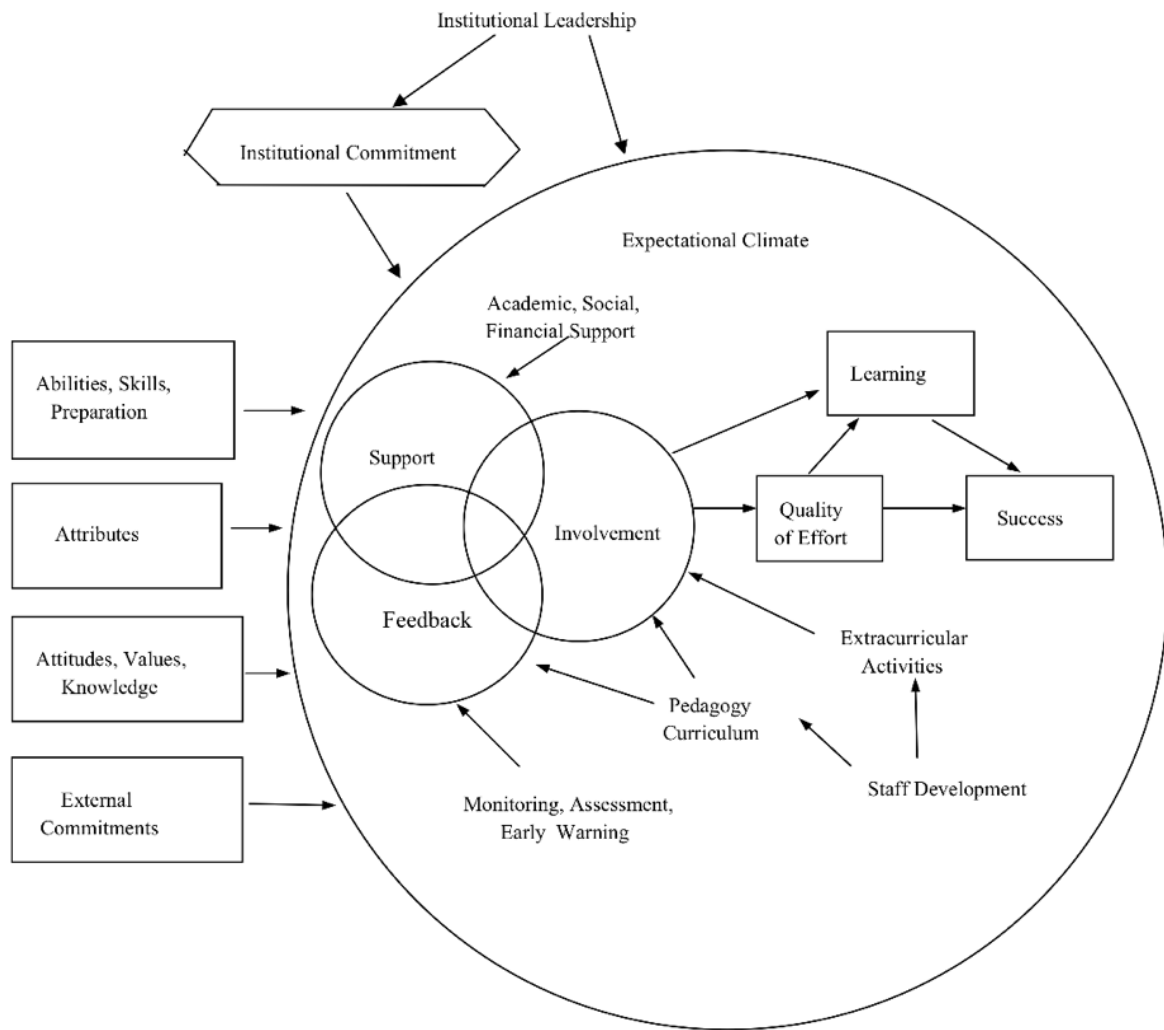 Institutional Leadership
Institutional Commitment
Expectational Climate
Academic, Social,
Financial Support
Abilities, Skills,
Preparation
Learning
Support
Attributes
Involvement
Quality
of Effort
Success
Feedback
Extracurricular
Activities
Attitudes, Values,
Knowledge
Pedagogy
Curriculum
Staff Development
External
Commitments
Monitoring, Assessment,
Early Warning